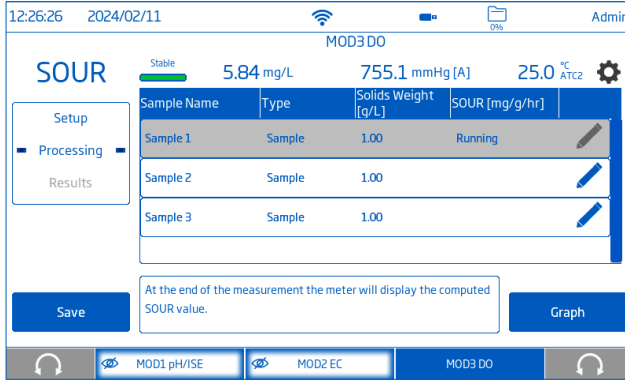 12:26:26 2024/02/11 0% Admin
MOD3 DO
SOUR Stable 5.84 mg/L 755.1 mmHg [A] 25.0 °C ATC2
Setup
Processing
Results
Sample Name Type Solids Weight [g/L] SOUR [mg/g/hr]
Sample 1 Sample 1.00 Running
Sample 2 Sample 1.00
Sample 3 Sample 1.00
At the end of the measurement the meter will display the computed
SOUR value.
Save Graph
MOD1 pH/ISE MOD2 EC MOD3 DO